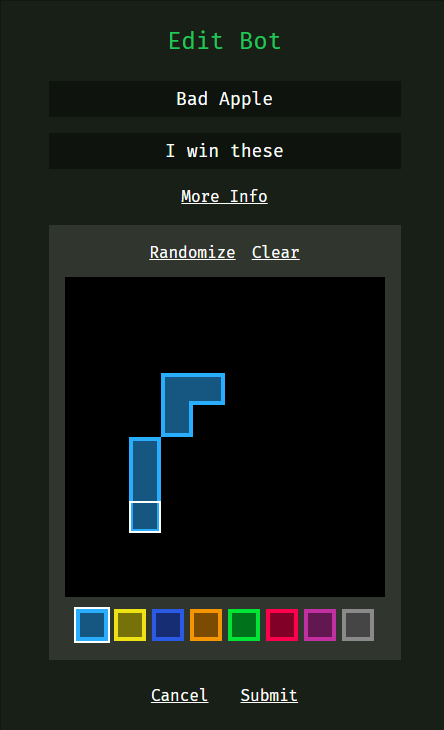 Edit Bot
Bad Apple
I win these
More Info
Randomize Clear
Cancel Submit